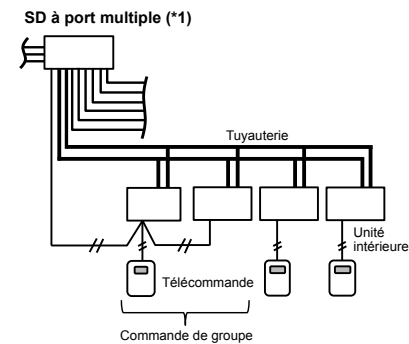 SD à port multiple (*1)
Tuyauterie
Unité
intérieure
Télécommande
Commande de groupe